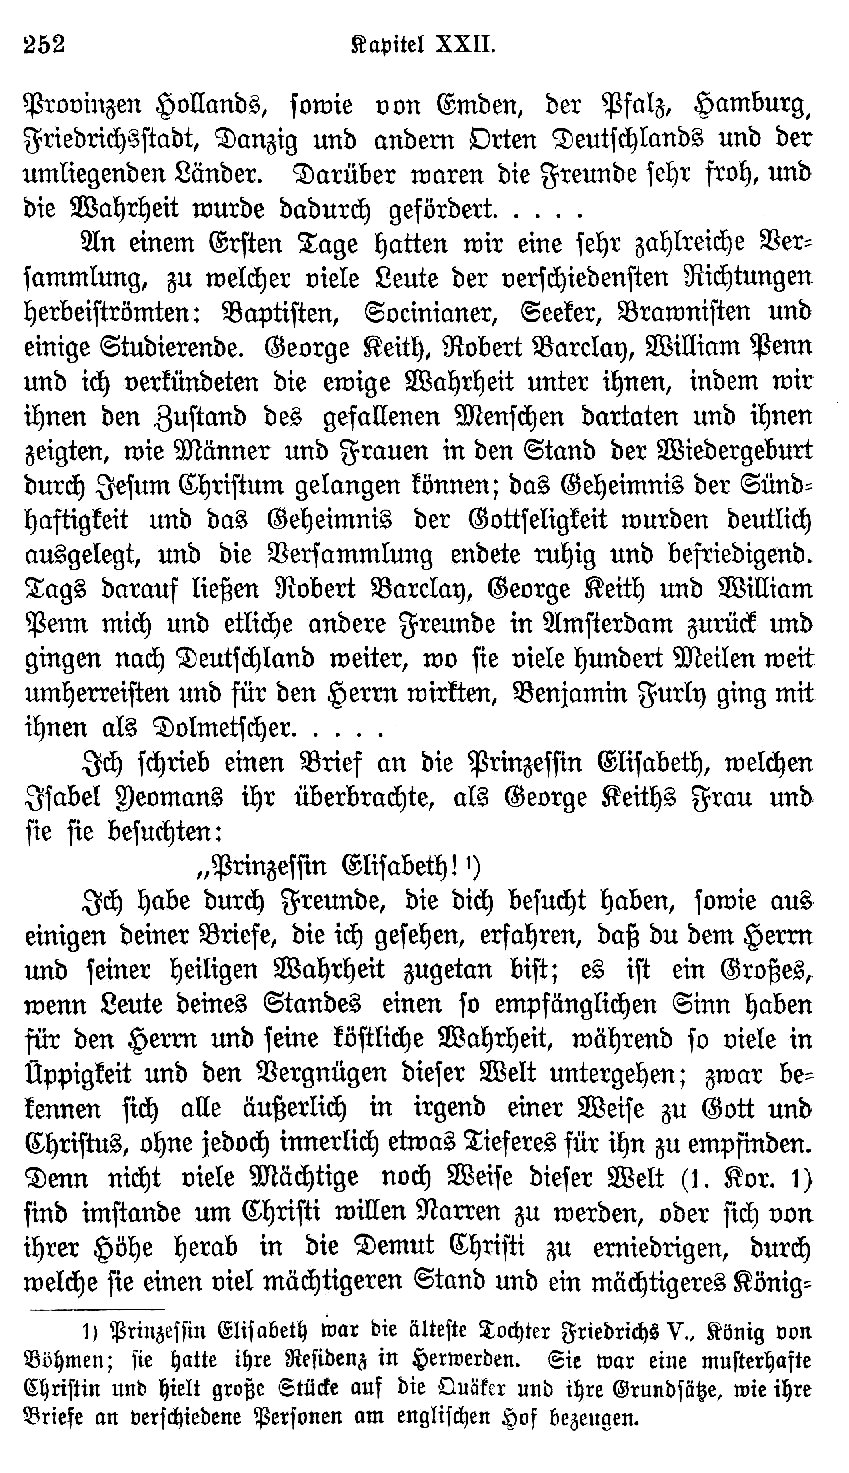 252 Kapitel XXII.
Provinzen Hollands, sowie von Emden, der Pfalz, Hamburg,
Friedrichsstadt, Danzig und andern Orten Deutschlands und der
umliegenden Länder. Darüber waren die Freunde sehr froh, und
die Wahrheit wurde dadurch gefördert. . . . .
An einem Ersten Tage hatten wir eine sehr zahlreiche Ver-
sammlung, zu welcher viele Leute der verschiedensten Richtungen
herbeiströmten: Baptisten, Socinianer, Seeker, Brawnisten und
einige Studierende. George Keith, Robert Barclay, William Penn
und ich verkündeten die ewige Wahrheit unter ihnen, indem wir
ihnen den Zustand des gefallenen Menschen dartaten und ihnen
zeigten, wie Männer und Frauen in den Stand der Wiedergeburt
durch Jesum Christum gelangen können; das Geheimnis der Sünd-
haftigkeit und das Geheimnis der Gottseligkeit wurden deutlich
ausgelegt, und die Versammlung endete ruhig und befriedigend.
Tags darauf ließen Robert Barclay, George Keith und William
Penn mich und etliche andere Freunde in Amsterdam zurück und
gingen nach Deutschland weiter, wo sie viele hundert Meilen weit
umherreisten und für den Herrn wirkten, Benjamin Furly ging mit
ihnen als Dolmetscher. . . . .
Ich schrieb einen Brief an die Prinzessin Elisabeth, welchen
Isabel Yeomans ihr überbrachte, als George Keiths Frau und
sie sie besuchten:
„Prinzessin Elisabeth! ¹)
Ich habe durch Freunde, die dich besucht haben, sowie aus
einigen deiner Briefe, die ich gesehen, erfahren, daß du dem Herrn
und seiner heiligen Wahrheit zugetan bist; es ist ein Großes,
wenn Leute deines Standes einen so empfänglichen Sinn haben
für den Herrn und seine köstliche Wahrheit, während so viele in
Üppigkeit und den Vergnügen dieser Welt untergehen; zwar be-
kennen sich alle äußerlich in irgend einer Weise zu Gott und
Christus, ohne jedoch innerlich etwas Tieferes für ihn zu empfinden.
Denn nicht viele Mächtige noch Weise dieser Welt (1. Kor. 1)
sind imstande um Christi willen Narren zu werden, oder sich von
ihrer Höhe herab in die Demut Christi zu erniedrigen, durch
welche sie einen viel mächtigeren Stand und ein mächtigeres König-
1) Prinzessin Elisabeth war die älteste Tochter Friedrichs V., König von
Böhmen; sie hatte ihre Residenz in Herwerden. Sie war eine musterhafte
Christin und hielt große Stücke auf die Quäker und ihre Grundsätze, wie ihre
Briefe an verschiedene Personen am englischen Hof bezeugen.